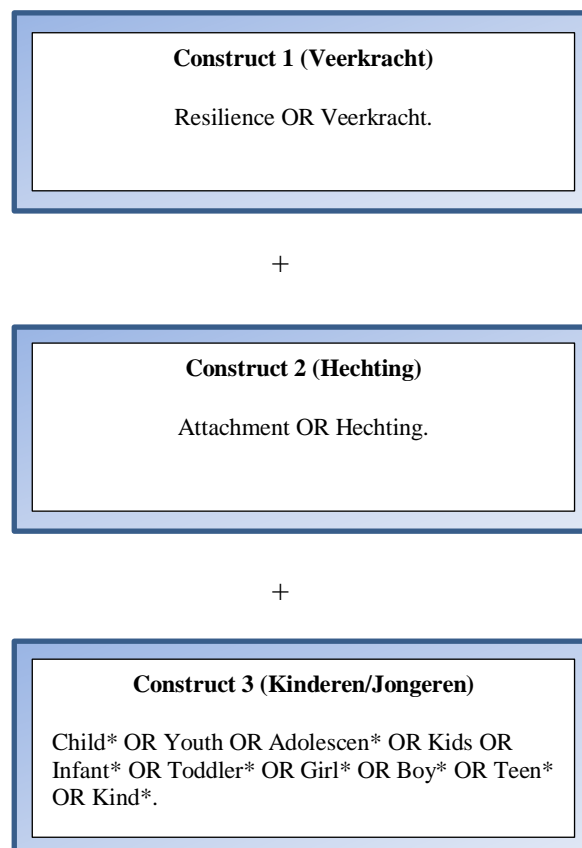 Construct 1 (Veerkracht)
Resilience OR Veerkracht.
+
Construct 2 (Hechting)
Attachment OR Hechting.
+
Construct 3 (Kinderen/Jongeren)
Child* OR Youth OR Adolescen* OR Kids OR
Infant* OR Toddler* OR Girl* OR Boy* OR Teen*
OR Kind*.